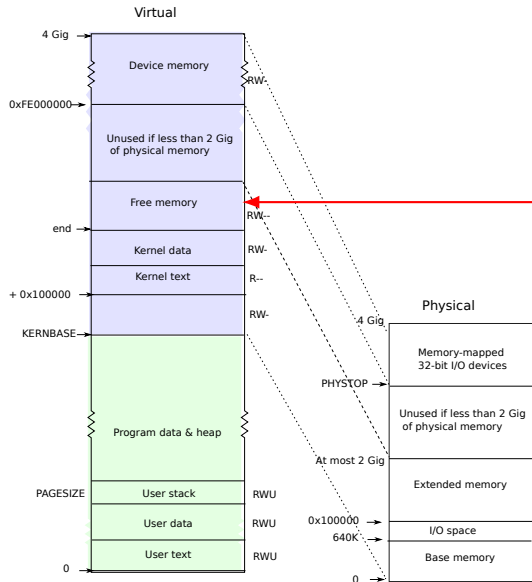 Virtual
4 Gig
Device memory
RW-
0xFE000000
Unused if less than 2 Gig
of physical memory
Free memory
RW--
end
Kernel data
RW-
Kernel text
R--
+ 0x100000
RW-
KERNBASE
Program data & heap
PAGESIZE
User stack
RWU
User data
RWU
User text
RWU
0
Physical
4 Gig
Memory-mapped
32-bit I/O devices
PHYSTOP
Unused if less than 2 Gig
of physical memory
At most 2 Gig
Extended memory
0x100000
I/O space
640K
Base memory
0